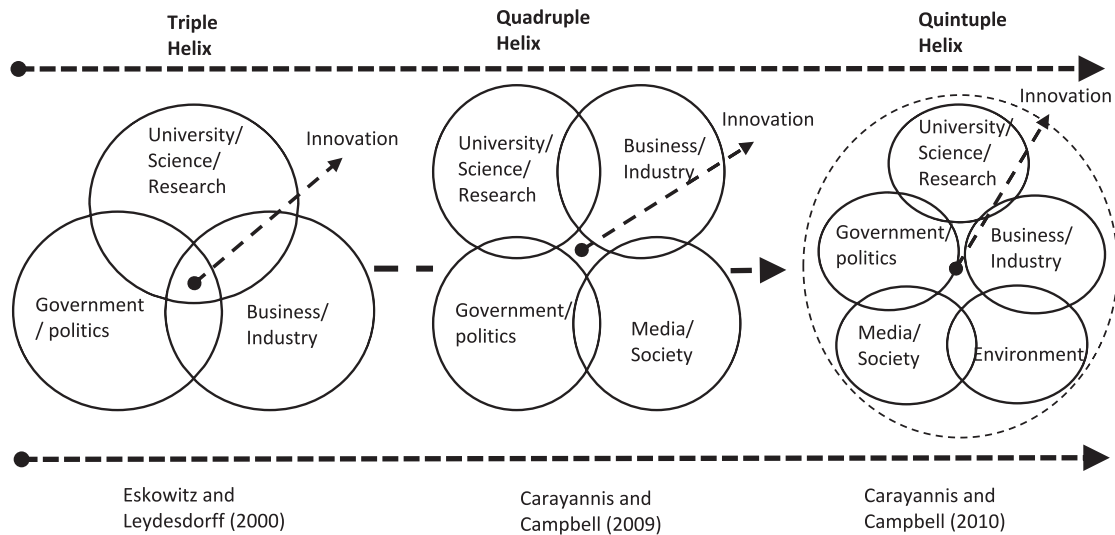 Triple
Helix
Quadruple
Helix
Quintuple
Helix
University/
Science/
Research
Innovation
Government
/ politics
Business/
Industry
University/
Science/
Research
Business/
Industry
Innovation
Government/
politics
Media/
Society
Innovation
University/
Science/
Research
Government/
politics
Business/
Industry
Media/
Society
Environment
Eskowitz and
Leydesdorff (2000)
Carayannis and
Campbell (2009)
Carayannis and
Campbell (2010)